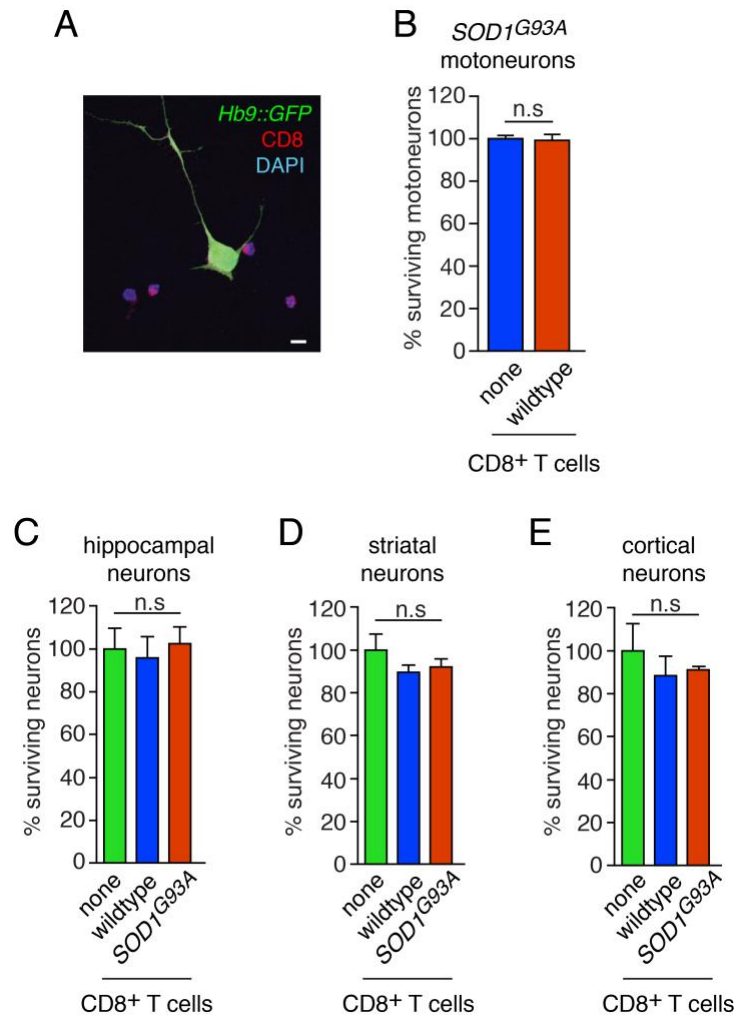 A
Hb9::GFP
CD8
DAPI
B
SOD1G93A
motoneurons
% surviving motoneurons
120
100
80
60
40
20
0
n.s
none
wildtype
CD8+ T cells
C
hippocampal
neurons
% surviving neurons
120
100
80
60
40
20
0
n.s
none
wildtype
SOD1G93A
CD8+ T cells
D
striatal
neurons
% surviving neurons
120
100
80
60
40
20
0
n.s
none
wildtype
SOD1G93A
CD8+ T cells
E
cortical
neurons
% surviving neurons
120
100
80
60
40
20
0
n.s
none
wildtype
SOD1G93A
CD8+ T cells